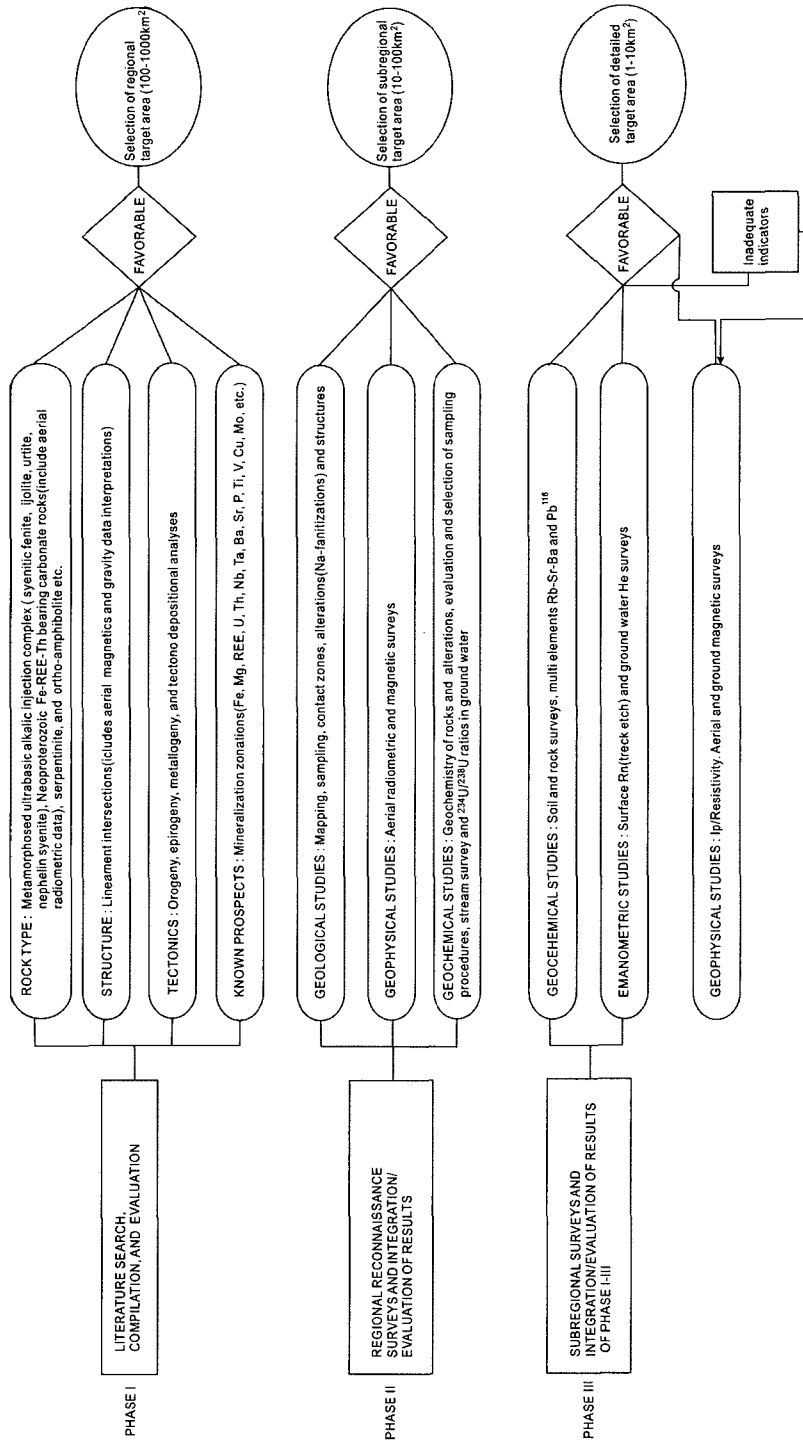 PHASE I
LITERATURE SEARCH,
COMPILATION, AND EVALUATION
ROCK TYPE : Metamorphosed ultrabasic alkalic injection complex ( syenitic fenite, ijolite, urtite,
nephelin syenite), Neoproterozoic Fe-REE-Th bearing carbonate rocks(include aerial
radiometric data), serpentinite, and ortho-amphibolite etc.
STRUCTURE : Lineament intersections(icludes aerial magnetics and gravity data interpretations)
TECTONICS : Orogeny, epirogeny, metallogeny, and tectono depositional analyses
KNOWN PROSPECTS : Mineralization zonations(Fe, Mg, REE, U, Th, Nb, Ta, Ba, Sr, P, Ti, V, Cu, Mo, etc.)
FAVORABLE
Selection of regional
target area (100-1000km²)
PHASE II
REGIONAL RECONNAISSANCE
SURVEYS AND INTEGRATION/
EVALUATION OF RESULTS
GEOLOGICAL STUDIES : Mapping, sampling, contact zones, alterations(Na-fanitizations) and structures
GEOPHYSICAL STUDIES : Aerial radiometric and magnetic surveys
GEOCHEMICAL STUDIES : Geochemistry of rocks and alterations, evaluation and selection of sampling
procedures, stream survey and ²³⁴U/²³⁸U ratios in ground water
FAVORABLE
Selection of subregional
target area (10-100km²)
PHASE III
SUBREGIONAL SURVEYS AND
INTEGRATION/EVALUATION OF RESULTS
OF PHASE I-III
GEOCEHEMICAL STUDIES : Soil and rock surveys, multi elements Rb-Sr-Ba and Pb¹¹⁶
EMANOMETRIC STUDIES : Surface Rn(treck etch) and ground water He surveys
GEOPHYSICAL STUDIES : Ip/Resistivity. Aerial and ground magnetic surveys
FAVORABLE
Selection of detailed
target area (1-10km²)
Inadequate
indicators